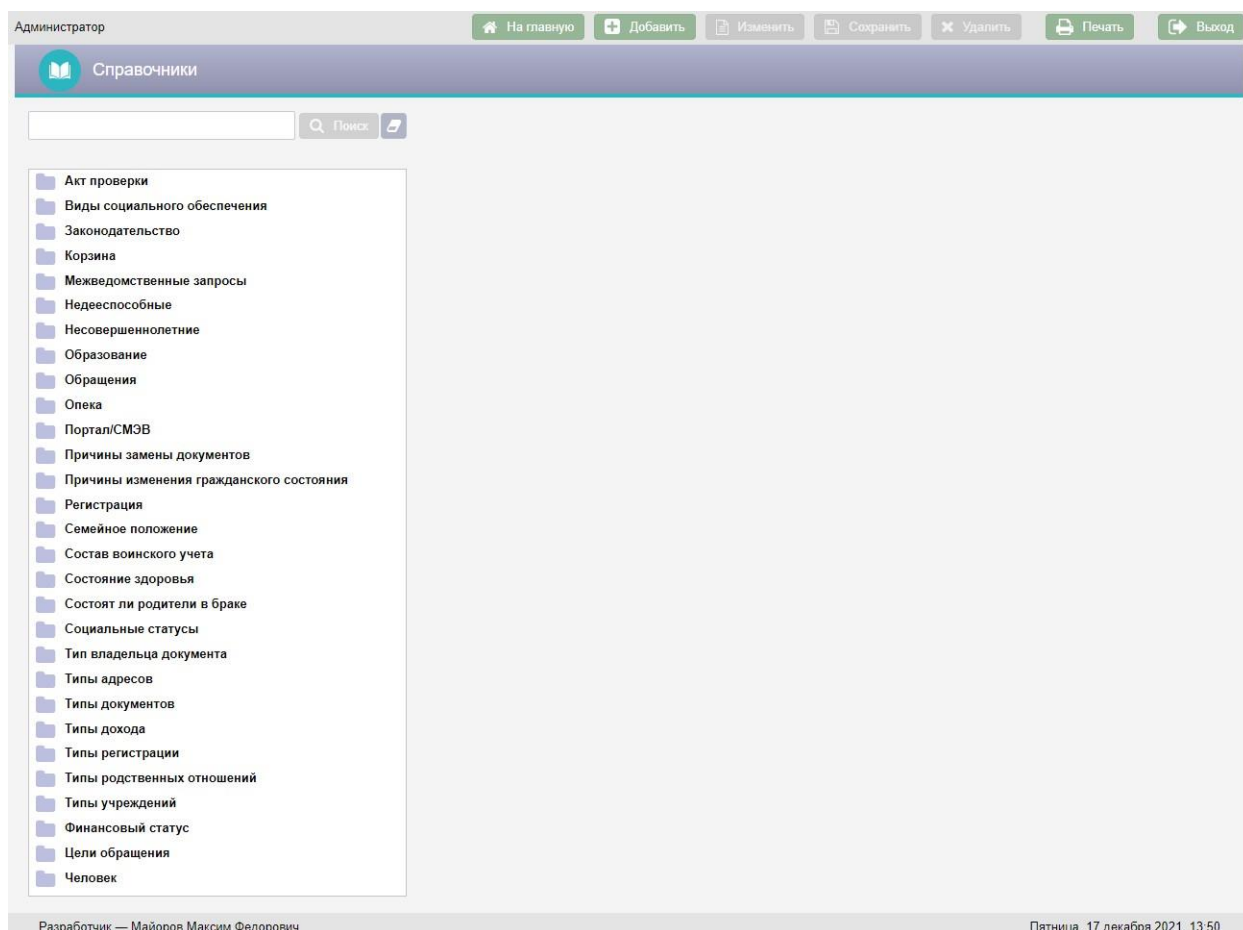 Администратор На главную Добавить Изменить Сохранить Удалить Печать Выход
Справочники
Поиск
Акт проверки
Виды социального обеспечения
Законодательство
Корзина
Межведомственные запросы
Недееспособные
Несовершеннолетние
Образование
Обращения
Опека
Портал/СМЭВ
Причины замены документов
Причины изменения гражданского состояния
Регистрация
Семейное положение
Состав воинского учета
Состояние здоровья
Состоят ли родители в браке
Социальные статусы
Тип владельца документа
Типы адресов
Типы документов
Типы дохода
Типы регистрации
Типы родственных отношений
Типы учреждений
Финансовый статус
Цели обращения
Человек
Разработчик — Майоров Максим Федорович Пятница, 17 декабря 2021, 13:50